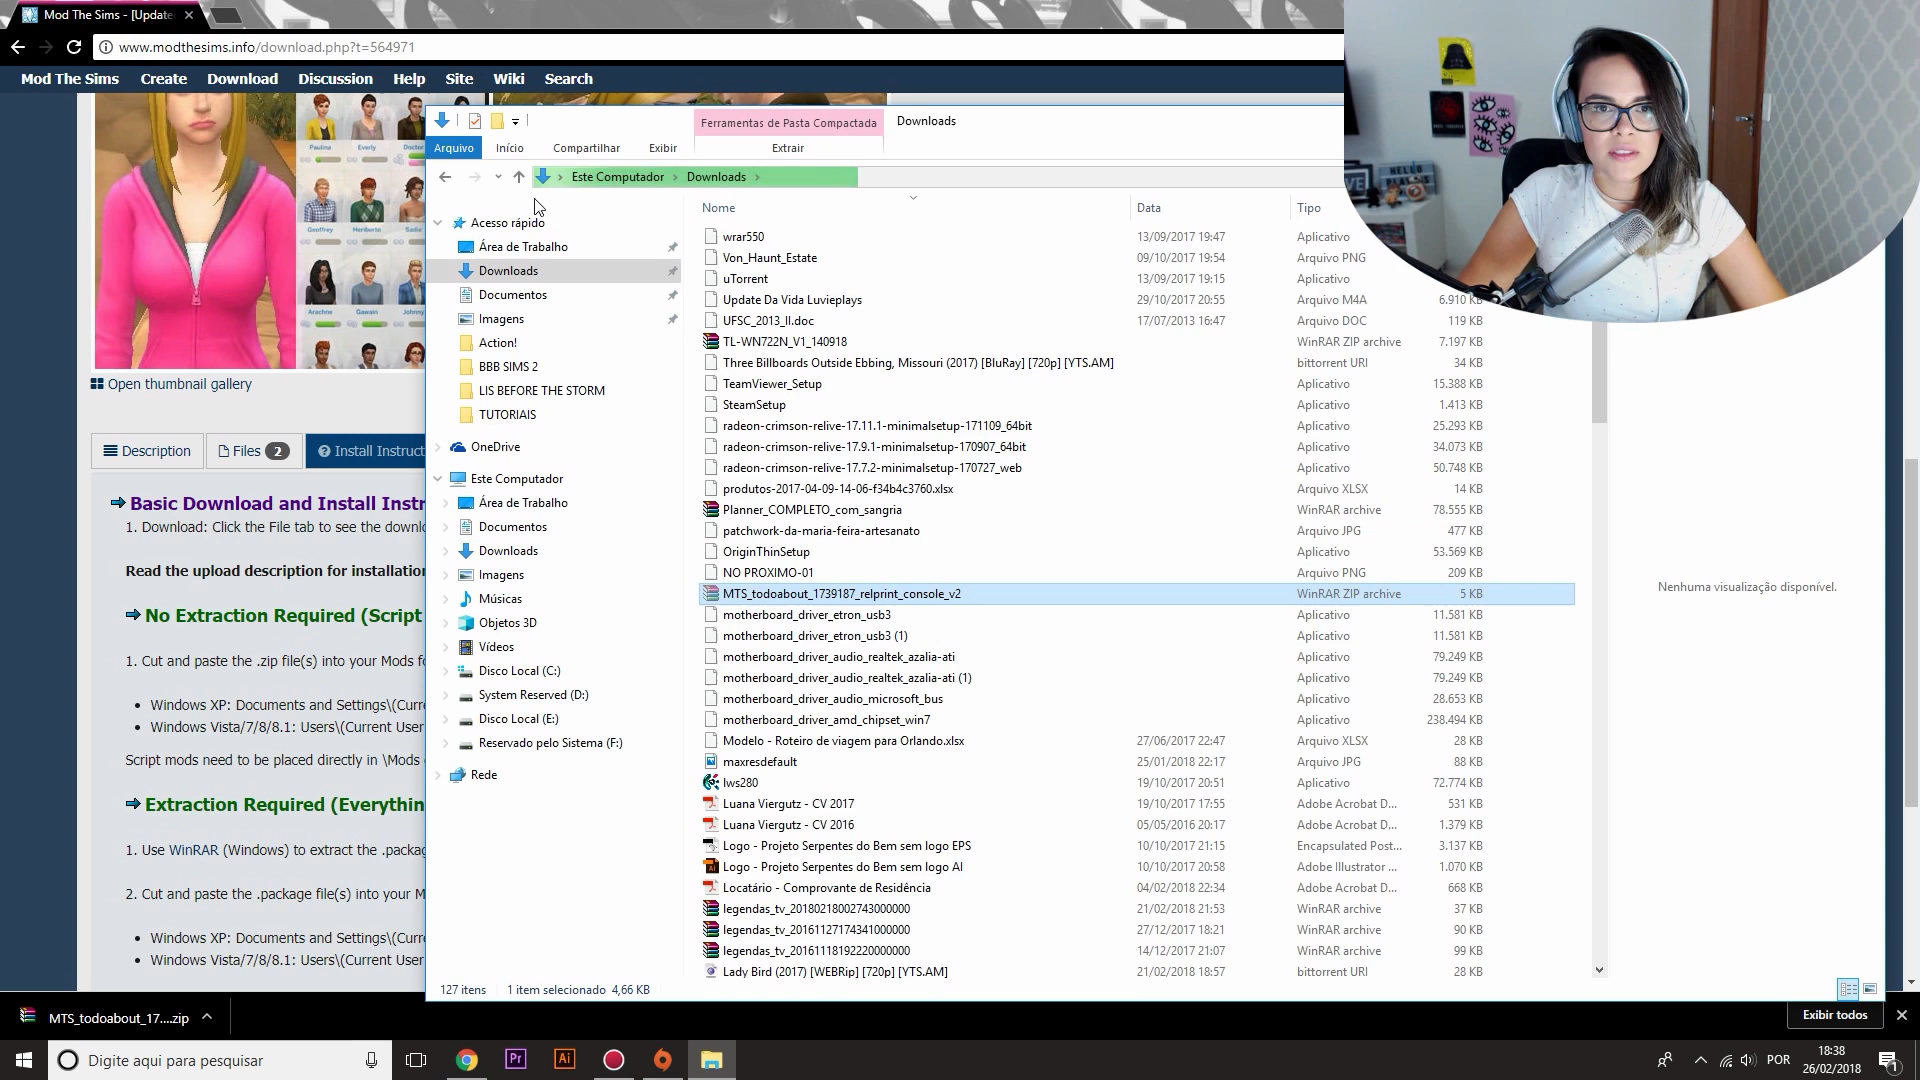 Mod The Sims - [Update
www.modthesims.info/download.php?t=564971
Mod The Sims Create Download Discussion Help Site Wiki Search
Paulina Everly Doctor
Geoffrey Heriberto Sadie
Arachne Gawain Johnny
Open thumbnail gallery
Description Files 2 Install Instruct
Basic Download and Install Instr
1. Download: Click the File tab to see the downlo
Read the upload description for installation
No Extraction Required (Script
1. Cut and paste the .zip file(s) into your Mods fo
Windows XP: Documents and Settings\(Curr
Windows Vista/7/8/8.1: Users\(Current User
Script mods need to be placed directly in \Mods
Extraction Required (Everythin
1. Use WinRAR (Windows) to extract the .packag
2. Cut and paste the .package file(s) into your M
Windows XP: Documents and Settings\(Curr
Windows Vista/7/8/8.1: Users\(Current User
Ferramentas de Pasta Compactada Downloads
Arquivo Início Compartilhar Exibir Extrair
Este Computador Downloads
Acesso rápido
Área de Trabalho
Downloads
Documentos
Imagens
Action!
BBB SIMS 2
LIS BEFORE THE STORM
TUTORIAIS
OneDrive
Este Computador
Área de Trabalho
Documentos
Downloads
Imagens
Músicas
Objetos 3D
Vídeos
Disco Local (C:)
System Reserved (D:)
Disco Local (E:)
Reservado pelo Sistema (F:)
Rede
Nome Data Tipo
wrar550 13/09/2017 19:47 Aplicativo
Von_Haunt_Estate 09/10/2017 19:54 Arquivo PNG
uTorrent 13/09/2017 19:15 Aplicativo
Update Da Vida Luvieplays 29/10/2017 20:55 Arquivo M4A 6.910 KB
UFSC_2013_II.doc 17/07/2013 16:47 Arquivo DOC 119 KB
TL-WN722N_V1_140918 WinRAR ZIP archive 7.197 KB
Three Billboards Outside Ebbing, Missouri (2017) [BluRay] [720p] [YTS.AM] bittorrent URI 34 KB
TeamViewer_Setup Aplicativo 15.388 KB
SteamSetup Aplicativo 1.413 KB
radeon-crimson-relive-17.11.1-minimalsetup-171109_64bit Aplicativo 25.293 KB
radeon-crimson-relive-17.9.1-minimalsetup-170907_64bit Aplicativo 34.073 KB
radeon-crimson-relive-17.7.2-minimalsetup-170727_web Aplicativo 50.748 KB
produtos-2017-04-09-14-06-f34b4c3760.xlsx Arquivo XLSX 14 KB
Planner_COMPLETO_com_sangria WinRAR archive 78.555 KB
patchwork-da-maria-feira-artesanato Arquivo JPG 477 KB
OriginThinSetup Aplicativo 53.569 KB
NO PROXIMO-01 Arquivo PNG 209 KB
MTS_todoabout_1739187_relprint_console_v2 WinRAR ZIP archive 5 KB
motherboard_driver_etron_usb3 Aplicativo 11.581 KB
motherboard_driver_etron_usb3 (1) Aplicativo 11.581 KB
motherboard_driver_audio_realtek_azalia-ati Aplicativo 79.249 KB
motherboard_driver_audio_realtek_azalia-ati (1) Aplicativo 79.249 KB
motherboard_driver_audio_microsoft_bus Aplicativo 28.653 KB
motherboard_driver_amd_chipset_win7 Aplicativo 238.494 KB
Modelo - Roteiro de viagem para Orlando.xlsx 27/06/2017 22:47 Arquivo XLSX 28 KB
maxresdefault 25/01/2018 22:17 Arquivo JPG 88 KB
lws280 19/10/2017 20:51 Aplicativo 72.774 KB
Luana Viergutz - CV 2017 19/10/2017 17:55 Adobe Acrobat D... 531 KB
Luana Viergutz - CV 2016 05/05/2016 20:17 Adobe Acrobat D... 1.379 KB
Logo - Projeto Serpentes do Bem sem logo EPS 10/10/2017 21:15 Encapsulated Post... 3.137 KB
Logo - Projeto Serpentes do Bem sem logo AI 10/10/2017 20:58 Adobe Illustrator ... 1.070 KB
Locatário - Comprovante de Residência 04/02/2018 22:34 Adobe Acrobat D... 668 KB
legendas_tv_20180218002743000000 21/02/2018 21:53 WinRAR archive 37 KB
legendas_tv_20161127174341000000 27/12/2017 18:21 WinRAR archive 90 KB
legendas_tv_20161118192220000000 14/12/2017 21:07 WinRAR archive 99 KB
Lady Bird (2017) [WEBRip] [720p] [YTS.AM] 21/02/2018 18:57 bittorrent URI 28 KB
Nenhuma visualização disponível.
127 itens 1 item selecionado 4,66 KB
MTS_todoabout_17....zip
Exibir todos
Digite aqui para pesquisar
Pr Ai
POR
18:38
26/02/2018
1